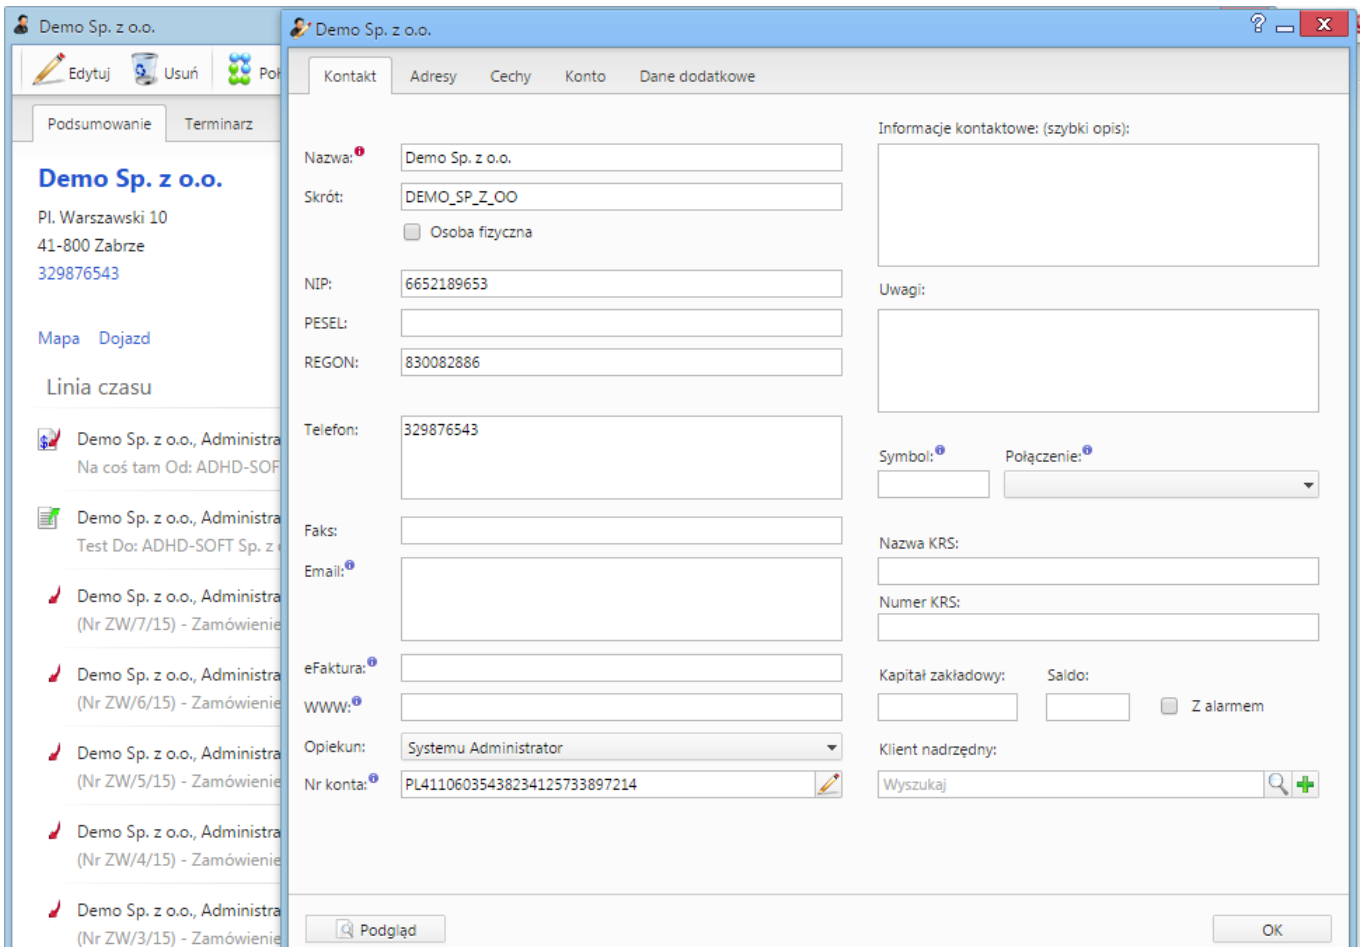 Demo Sp. z o.o.
Edytuj Usuń
Podsumowanie Terminarz
Demo Sp. z o.o.
Pl. Warszawski 10
41-800 Zabrze
329876543
Mapa Dojazd
Linia czasu
Demo Sp. z o.o., Administra
Na coś tam Od: ADHD-SOF
Demo Sp. z o.o., Administra
Test Do: ADHD-SOFT Sp. z
Demo Sp. z o.o., Administra
(Nr ZW/7/15) - Zamówienie
Demo Sp. z o.o., Administra
(Nr ZW/6/15) - Zamówienie
Demo Sp. z o.o., Administra
(Nr ZW/5/15) - Zamówienie
Demo Sp. z o.o., Administra
(Nr ZW/4/15) - Zamówienie
Demo Sp. z o.o., Administra
(Nr ZW/3/15) - Zamówienie
Demo Sp. z o.o.
Kontakt Adresy Cechy Konto Dane dodatkowe
Nazwa: Demo Sp. z o.o.
Skrót: DEMO_SP_Z_OO
Osoba fizyczna
NIP: 6652189653
PESEL:
REGON: 830082886
Telefon: 329876543
Faks:
Email:
eFaktura:
WWW:
Opiekun: Systemu Administrator
Nr konta: PL41106035438234125733897214
Informacje kontaktowe: (szybki opis):
Uwagi:
Symbol: Połączenie:
Nazwa KRS:
Numer KRS:
Kapitał zakładowy: Saldo:
Z alarmem
Klient nadrzędny:
Wyszukaj
Podgląd OK